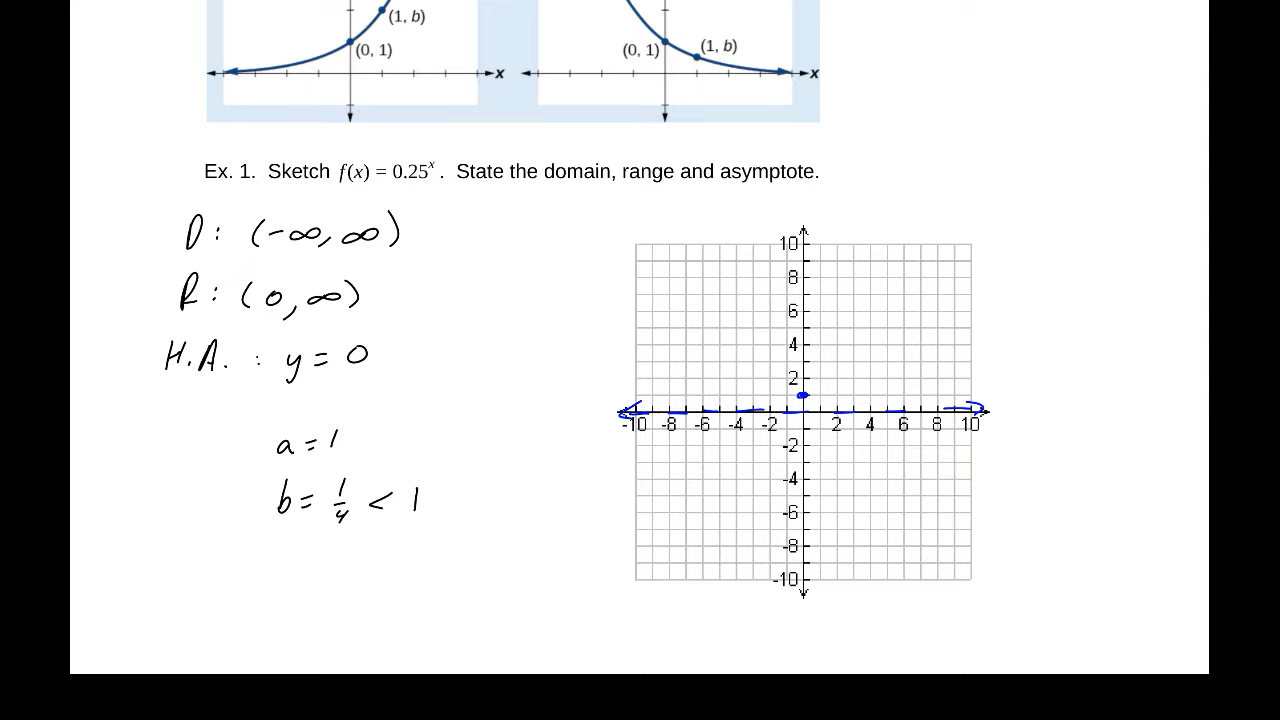 (1, b)
(0, 1)
x
(0, 1)
(1, b)
x
Ex. 1. Sketch f(x) = 0.25^x. State the domain, range and asymptote.
D: (-∞, ∞)
R: (0, ∞)
H.A. : y = 0
a = 1
b = 1/4 < 1
10
8
6
4
2
-10 -8 -6 -4 -2 2 4 6 8 10
-2
-4
-6
-8
-10